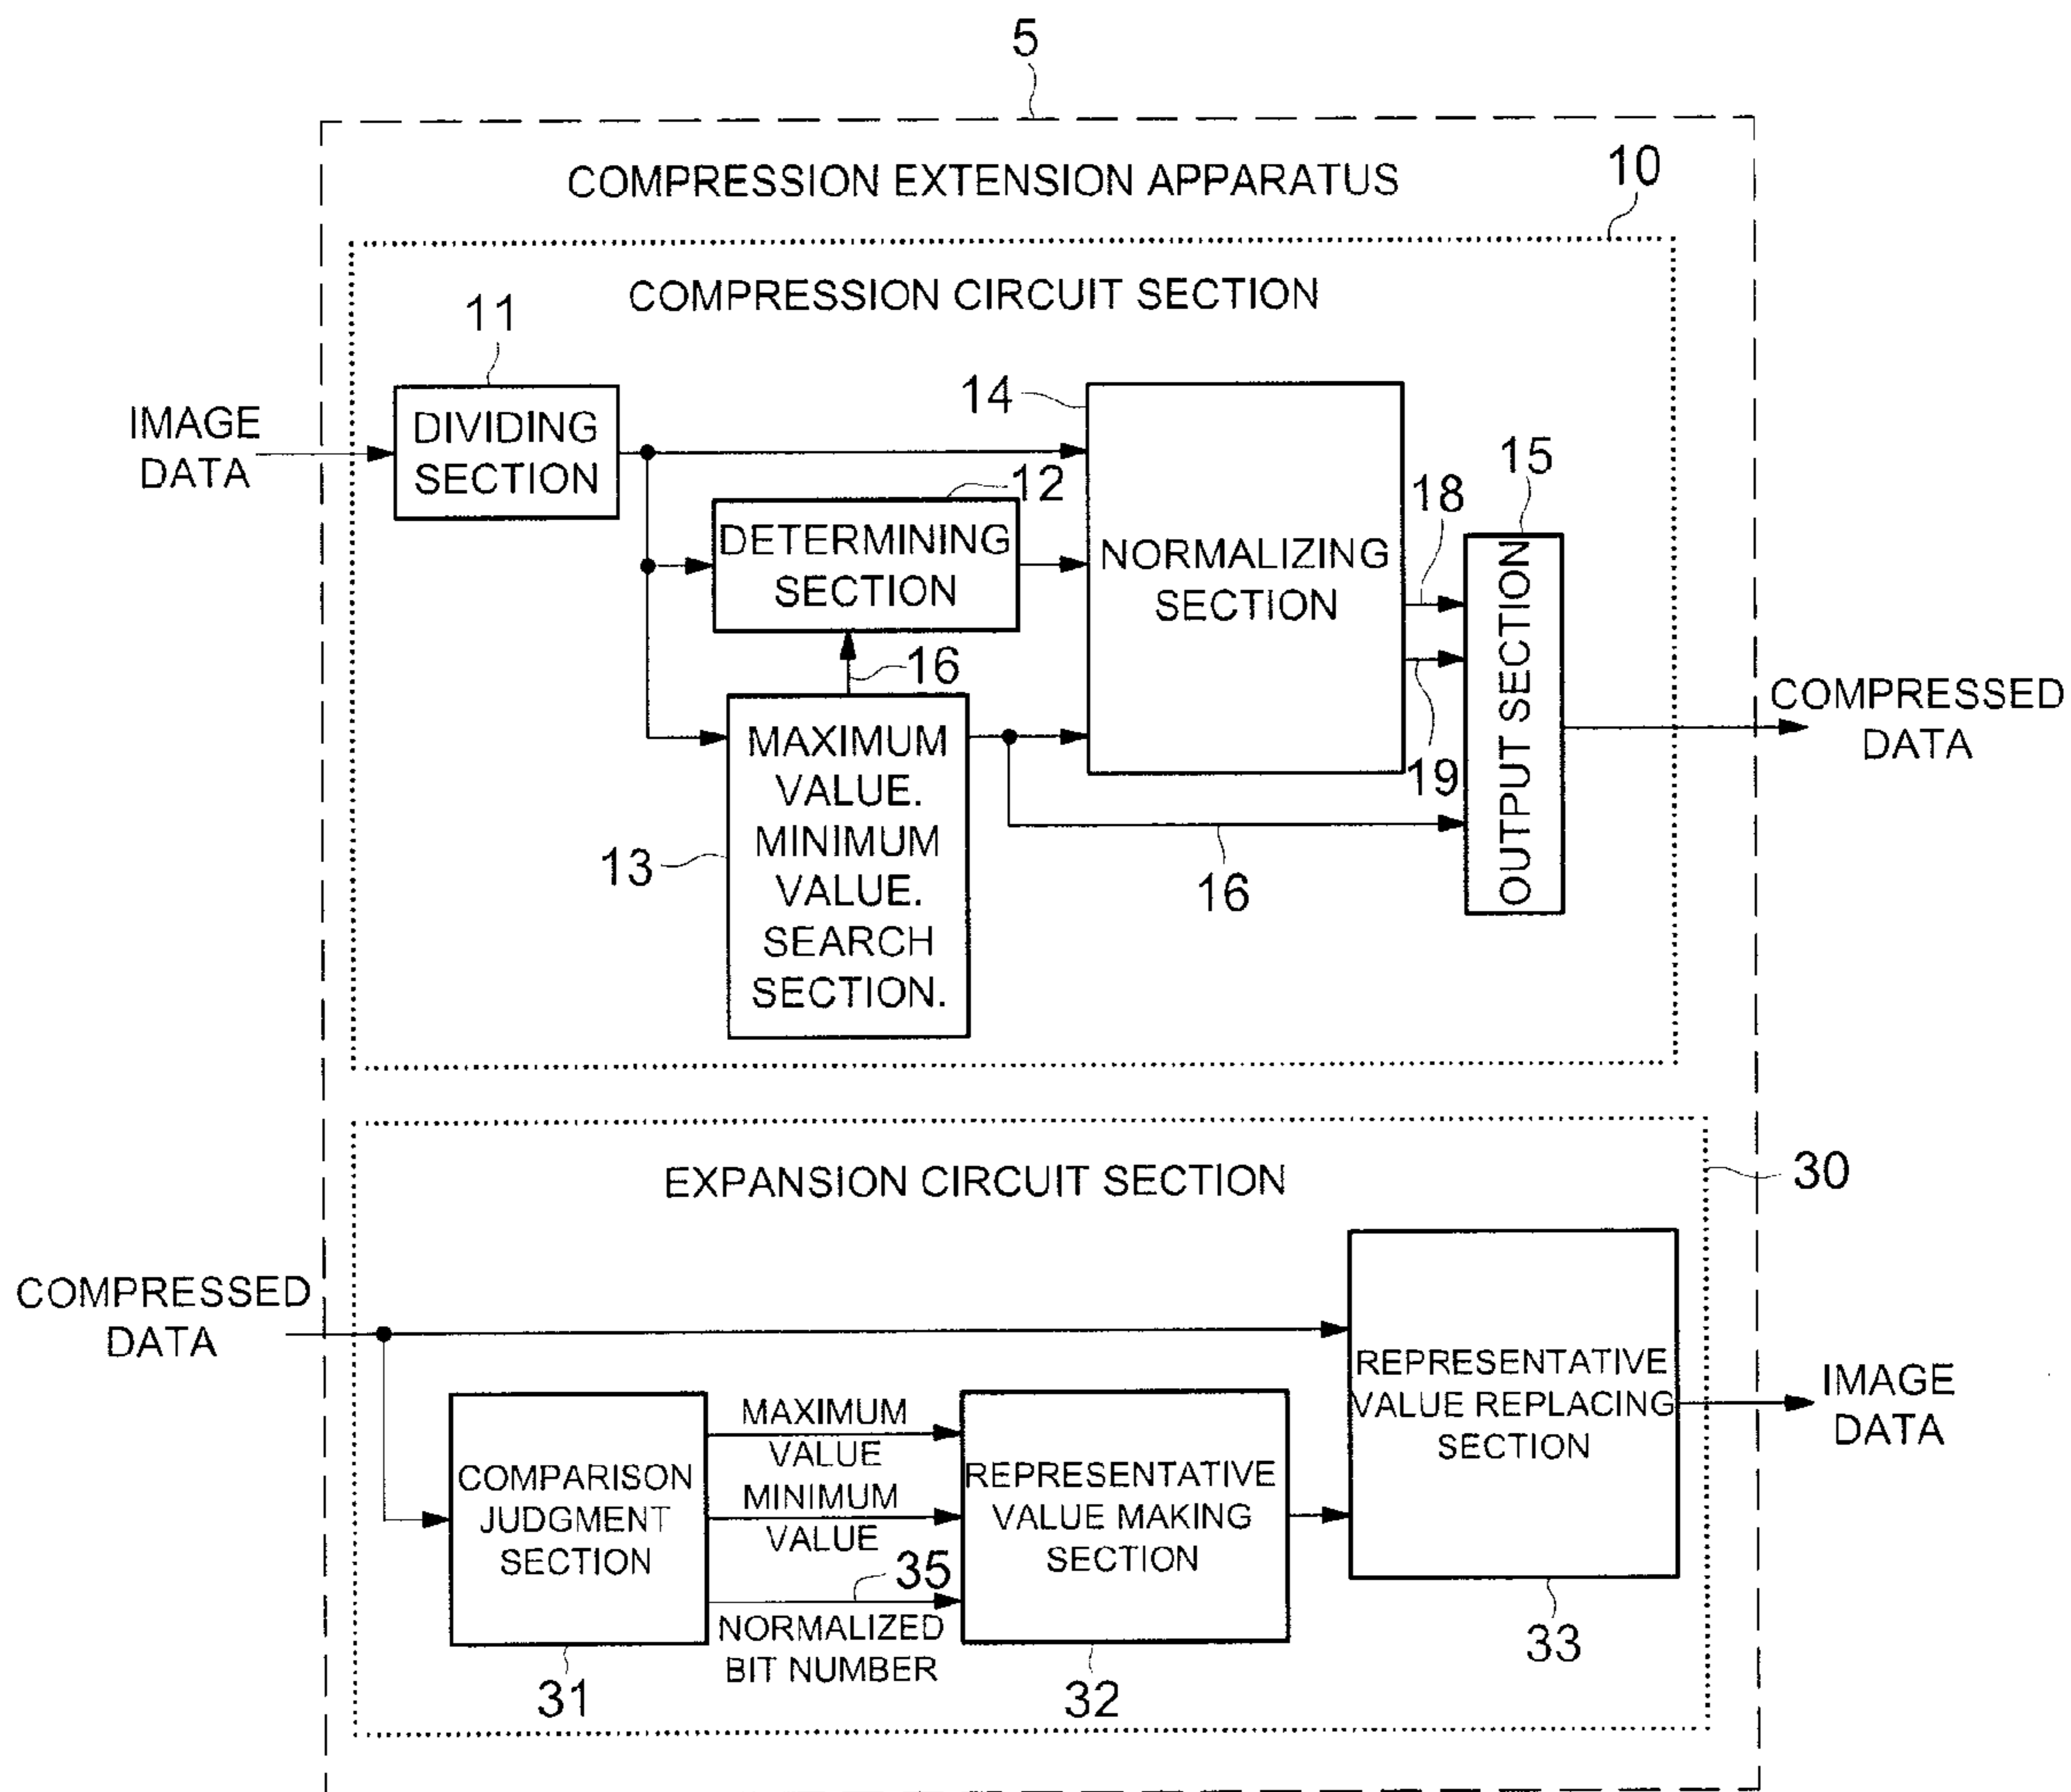 5
COMPRESSION EXTENSION APPARATUS
10
COMPRESSION CIRCUIT SECTION
11
IMAGE
DATA
DIVIDING
SECTION
14
12
DETERMINING
SECTION
NORMALIZING
SECTION
18
15
OUTPUT SECTION
16
19
13
MAXIMUM
VALUE.
MINIMUM
VALUE.
SEARCH
SECTION.
16
COMPRESSED
DATA
EXPANSION CIRCUIT SECTION
30
COMPRESSED
DATA
COMPARISON
JUDGMENT
SECTION
31
MAXIMUM
VALUE
MINIMUM
VALUE
35
NORMALIZED
BIT NUMBER
REPRESENTATIVE
VALUE MAKING
SECTION
32
REPRESENTATIVE
VALUE REPLACING
SECTION
33
IMAGE
DATA